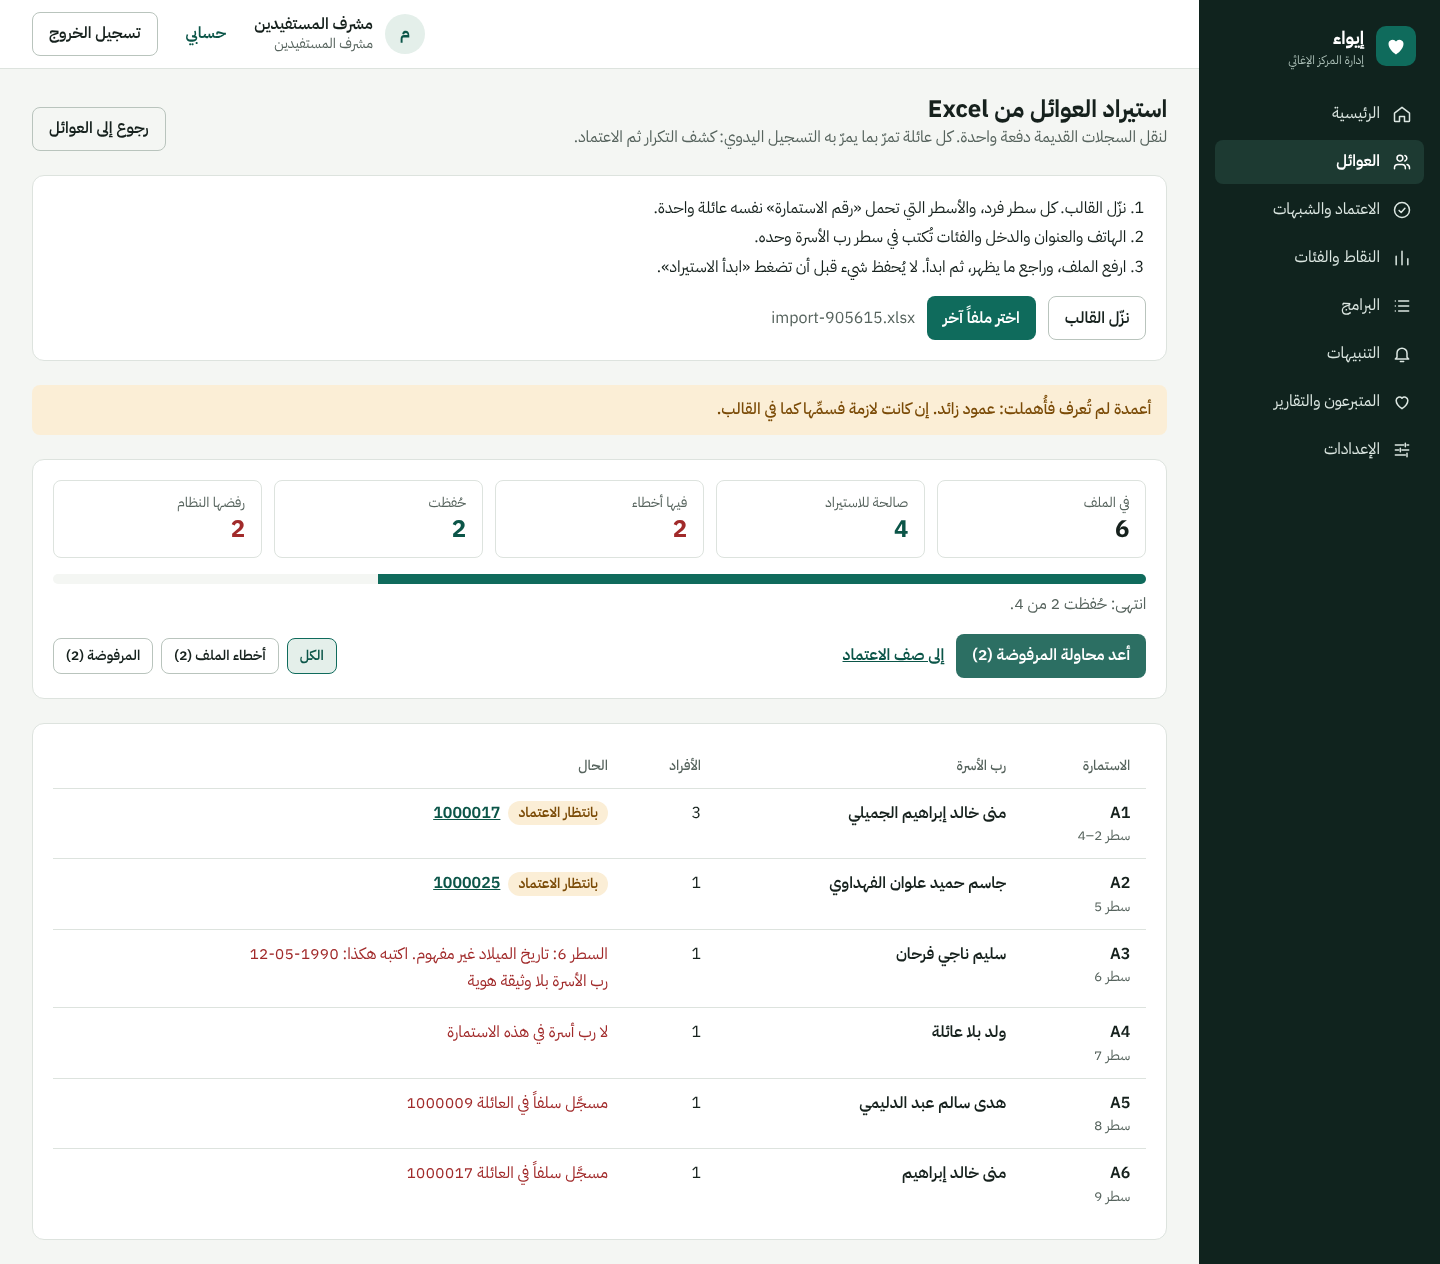 إيواء
إدارة المركز الإغاثي
الرئيسية
العوائل
الاعتماد والشبهات
النقاط والفئات
البرامج
التنبيهات
المتبرعون والتقارير
الإعدادات
م
مشرف المستفيدين
مشرف المستفيدين
حسابي
تسجيل الخروج
استيراد العوائل من Excel
لنقل السجلات القديمة دفعة واحدة. كل عائلة تمرّ بما يمرّ به التسجيل اليدوي: كشف التكرار ثم الاعتماد.
رجوع إلى العوائل
1. نزّل القالب. كل سطر فرد، والأسطر التي تحمل «رقم الاستمارة» نفسه عائلة واحدة.
2. الهاتف والعنوان والدخل والفئات تُكتب في سطر رب الأسرة وحده.
3. ارفع الملف، وراجع ما يظهر، ثم ابدأ. لا يُحفظ شيء قبل أن تضغط «ابدأ الاستيراد».
نزّل القالب
اختر ملفاً آخر
import-905615.xlsx
أعمدة لم تُعرف فأُهملت: عمود زائد. إن كانت لازمة فسمِّها كما في القالب.
في الملف
6
صالحة للاستيراد
4
فيها أخطاء
2
حُفظت
2
رفضها النظام
2
انتهى: حُفظت 2 من 4.
أعد محاولة المرفوضة (2)
إلى صف الاعتماد
الكل
أخطاء الملف (2)
المرفوضة (2)
الاستمارة رب الأسرة الأفراد الحال
A1 منى خالد إبراهيم الجميلي 3 بانتظار الاعتماد 1000017
سطر 2–4
A2 جاسم حميد علوان الفهداوي 1 بانتظار الاعتماد 1000025
سطر 5
A3 سليم ناجي فرحان 1 السطر 6: تاريخ الميلاد غير مفهوم. اكتبه هكذا: 1990-05-12
سطر 6 رب الأسرة بلا وثيقة هوية
A4 ولد بلا عائلة 1 لا رب أسرة في هذه الاستمارة
سطر 7
A5 هدى سالم عبد الدليمي 1 مسجَّل سلفاً في العائلة 1000009
سطر 8
A6 منى خالد إبراهيم 1 مسجَّل سلفاً في العائلة 1000017
سطر 9